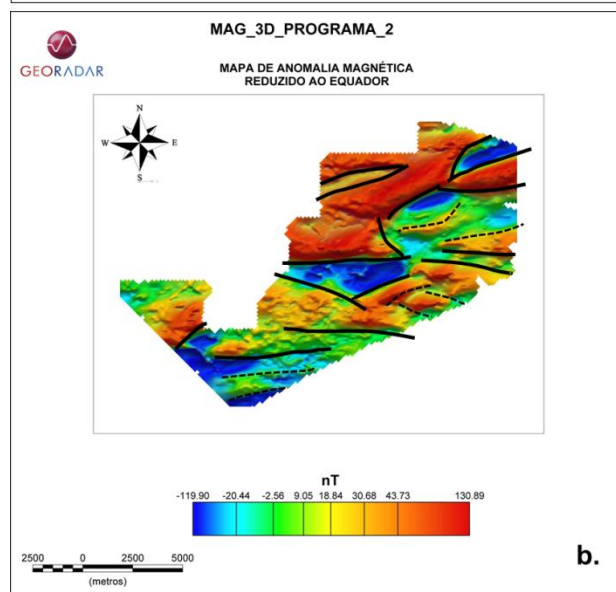 MAG_3D_PROGRAMA_2
GEORADAR
MAPA DE ANOMALIA MAGNÉTICA
REDUZIDO AO EQUADOR
N
W E
S
nT
-119.90 -20.44 -2.56 9.05 18.84 30.68 43.73 130.89
2500 0 2500 5000
(metros)
b.